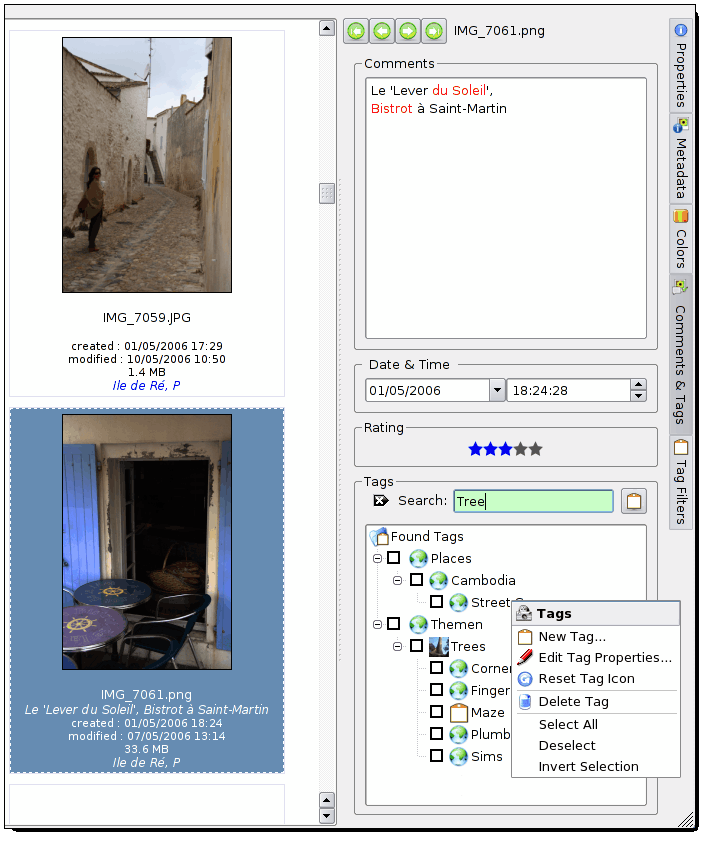 IMG_7059.JPG
created : 01/05/2006 17:29
modified : 10/05/2006 10:50
1.4 MB
Ile de Ré, P
IMG_7061.png
Le 'Lever du Soleil', Bistrot à Saint-Martin
created : 01/05/2006 18:24
modified : 07/05/2006 13:14
33.6 MB
Ile de Ré, P
IMG_7061.png
Comments
Le 'Lever du Soleil',
Bistrot à Saint-Martin
Date & Time
01/05/2006
18:24:28
Rating
Tags
Search: Tree
Found Tags
Places
Cambodia
Street
Themen
Trees
Corner
Finger
Maze
Plumb
Sims
Tags
New Tag...
Edit Tag Properties...
Reset Tag Icon
Delete Tag
Select All
Deselect
Invert Selection
Properties
Metadata
Colors
Comments & Tags
Tag Filters